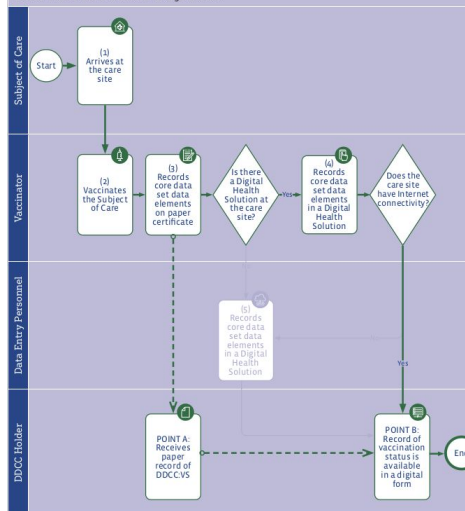 Subject of Care
Start
(1)
Arrives at
the care
site
Vaccinator
(2)
Vaccinates
the Subject
of Care
(3)
Records
core data
set data
elements
on paper
certificate
Is there
a Digital
Health
Solution at
the care
site?
Yes
(4)
Records
core data
set data
elements
in a Digital
Health
Solution
Does the
care site
have Internet
connectivity?
Data Entry Personnel
(5)
Records
core data
set data
elements
in a Digital
Health
Solution
Yes
DDCC Holder
POINT A:
Receives
paper
record of
DDCC:VS
POINT B:
Record of
vaccination
status is
available
in a digital
form
En